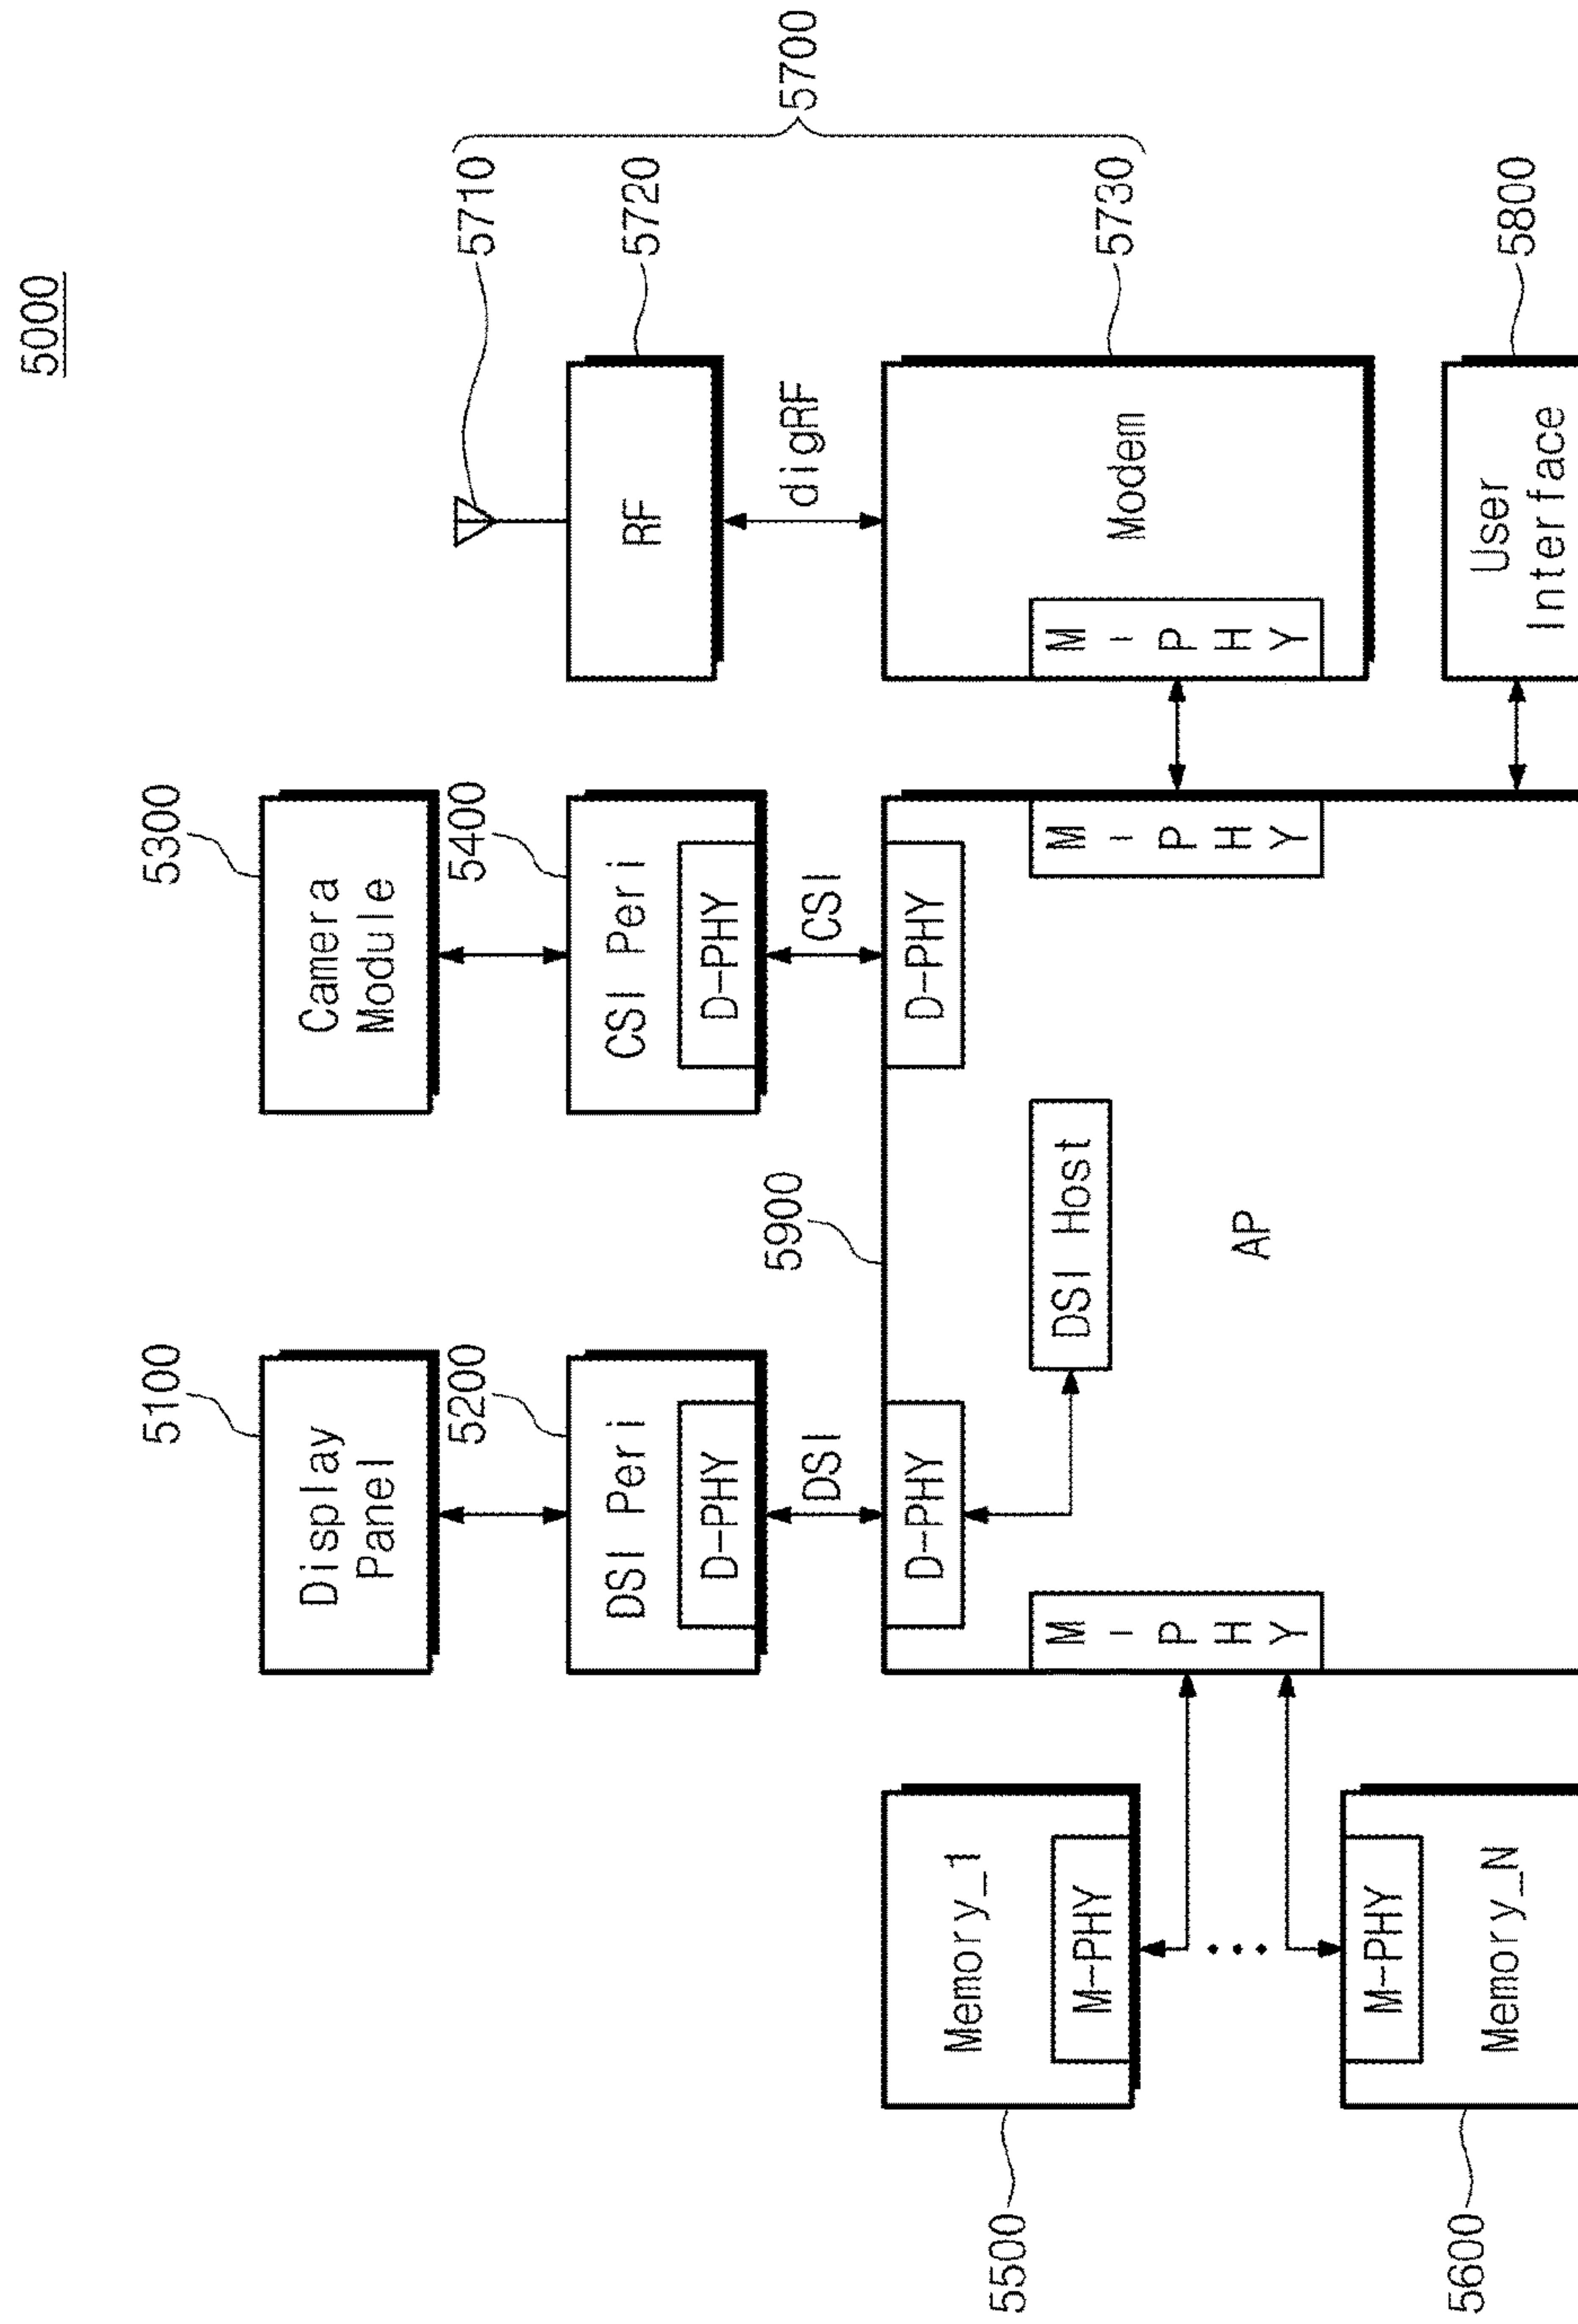 5000
5100
Display
Panel
5300
Camera
Module
5200
DSI Peri
D-PHY
5400
CSI Peri
D-PHY
5710
RF
5720
5700
DSI
CSI
digRF
5900
D-PHY
D-PHY
DSI Host
AP
M-PHY
M-PHY
M-PHY
Modem
5730
5500
Memory_1
M-PHY
5600
M-PHY
Memory_N
User
Interface
5800